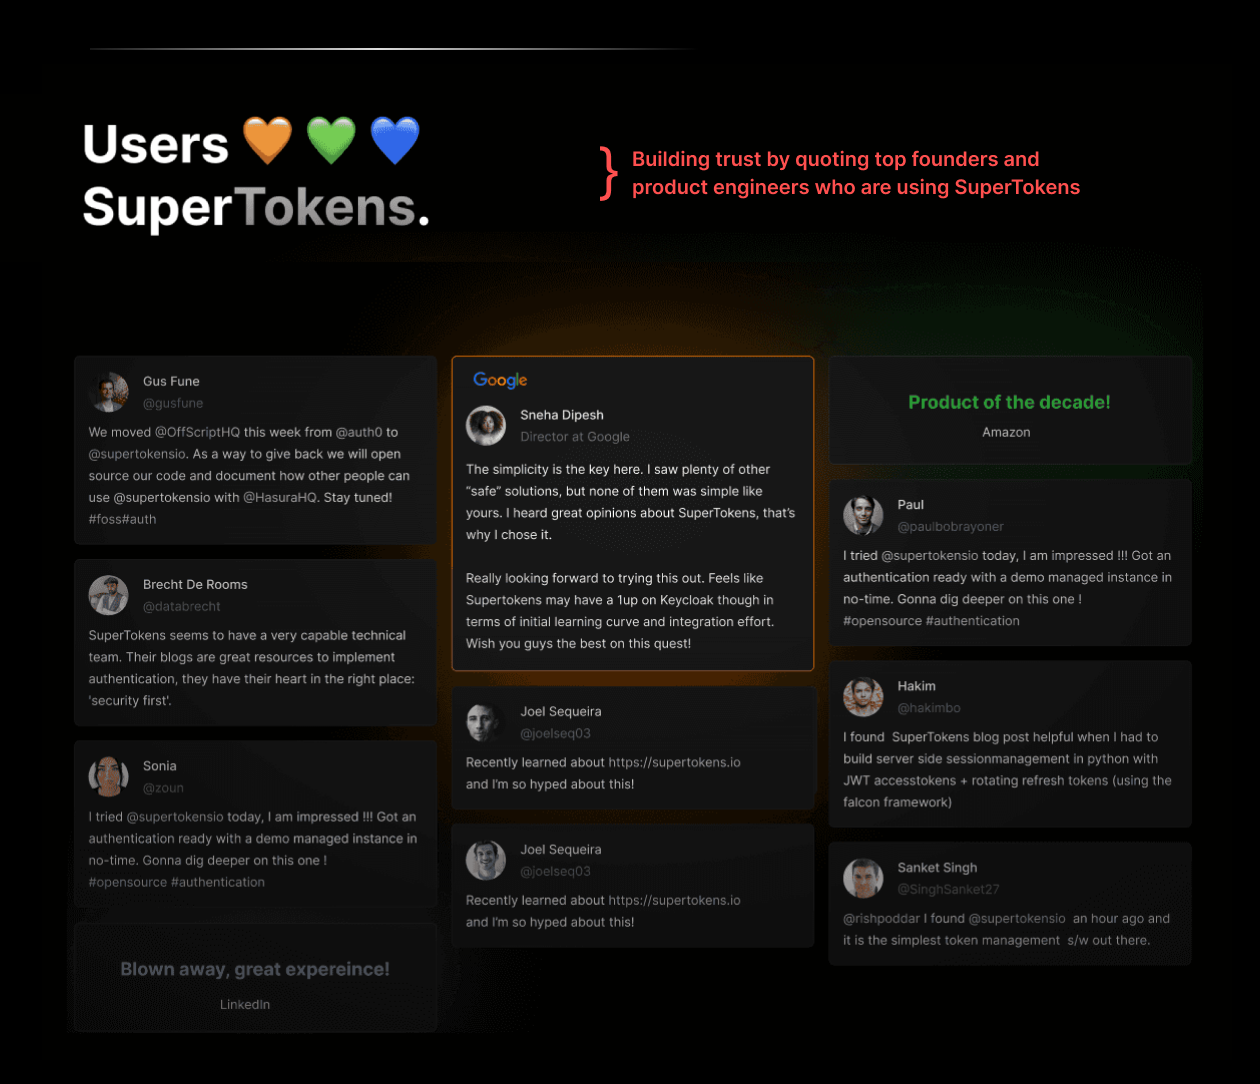 Users 🧡 💚 💙
SuperTokens.
Building trust by quoting top founders and
product engineers who are using SuperTokens
Gus Fune
@gusfune
We moved @OffScriptHQ this week from @auth0 to
@supertokensio. As a way to give back we will open
source our code and document how other people can
use @supertokensio with @HasuraHQ. Stay tuned!
#foss#auth
Brecht De Rooms
@databrecht
SuperTokens seems to have a very capable technical
team. Their blogs are great resources to implement
authentication, they have their heart in the right place:
'security first'.
Sonia
@zoun
I tried @supertokensio today, I am impressed !!! Got an
authentication ready with a demo managed instance in
no-time. Gonna dig deeper on this one !
#opensource #authentication
Blown away, great expereince!
LinkedIn
Google
Sneha Dipesh
Director at Google
The simplicity is the key here. I saw plenty of other
“safe” solutions, but none of them was simple like
yours. I heard great opinions about SuperTokens, that’s
why I chose it.
Really looking forward to trying this out. Feels like
Supertokens may have a 1up on Keycloak though in
terms of initial learning curve and integration effort.
Wish you guys the best on this quest!
Joel Sequeira
@joelseq03
Recently learned about https://supertokens.io
and I’m so hyped about this!
Joel Sequeira
@joelseq03
Recently learned about https://supertokens.io
and I’m so hyped about this!
Product of the decade!
Amazon
Paul
@paulbobrayoner
I tried @supertokensio today, I am impressed !!! Got an
authentication ready with a demo managed instance in
no-time. Gonna dig deeper on this one !
#opensource #authentication
Hakim
@hakimbo
I found  SuperTokens blog post helpful when I had to
build server side sessionmanagement in python with
JWT accesstokens + rotating refresh tokens (using the
falcon framework)
Sanket Singh
@SinghSanket27
@rishpoddar I found @supertokensio  an hour ago and
it is the simplest token management  s/w out there.